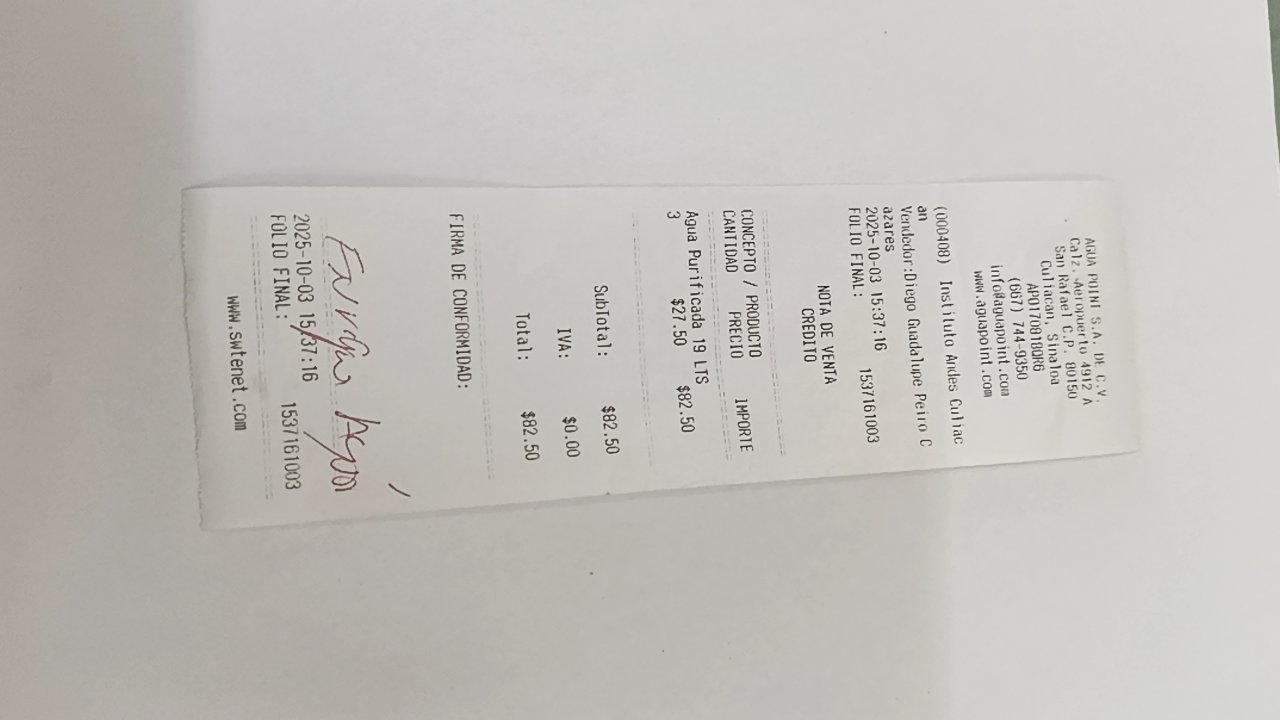 AGUA POINT S.A. DE C.V.
Calz. Aeropuerto 4912 A
San Rafael C.P. 80150
Culiacan, Sinaloa
APO170818QR6
(667) 744-9350
info@aguapoint.com
www.aguapoint.com
(000408) Instituto Andes Culiac
an
Vendedor:Diego Guadalupe Peiro C
azares
2025-10-03 15:37:16 1537161003
FOLIO FINAL:
NOTA DE VENTA
CREDITO
CONCEPTO / PRODUCTO
CANTIDAD PRECIO IMPORTE
Agua Purificada 19 LTS
3 $27.50 $82.50
SubTotal: $82.50
IVA: $0.00
Total: $82.50
FIRMA DE CONFORMIDAD:
2025-10-03 15:37:16 1537161003
FOLIO FINAL:
www.swtenet.com